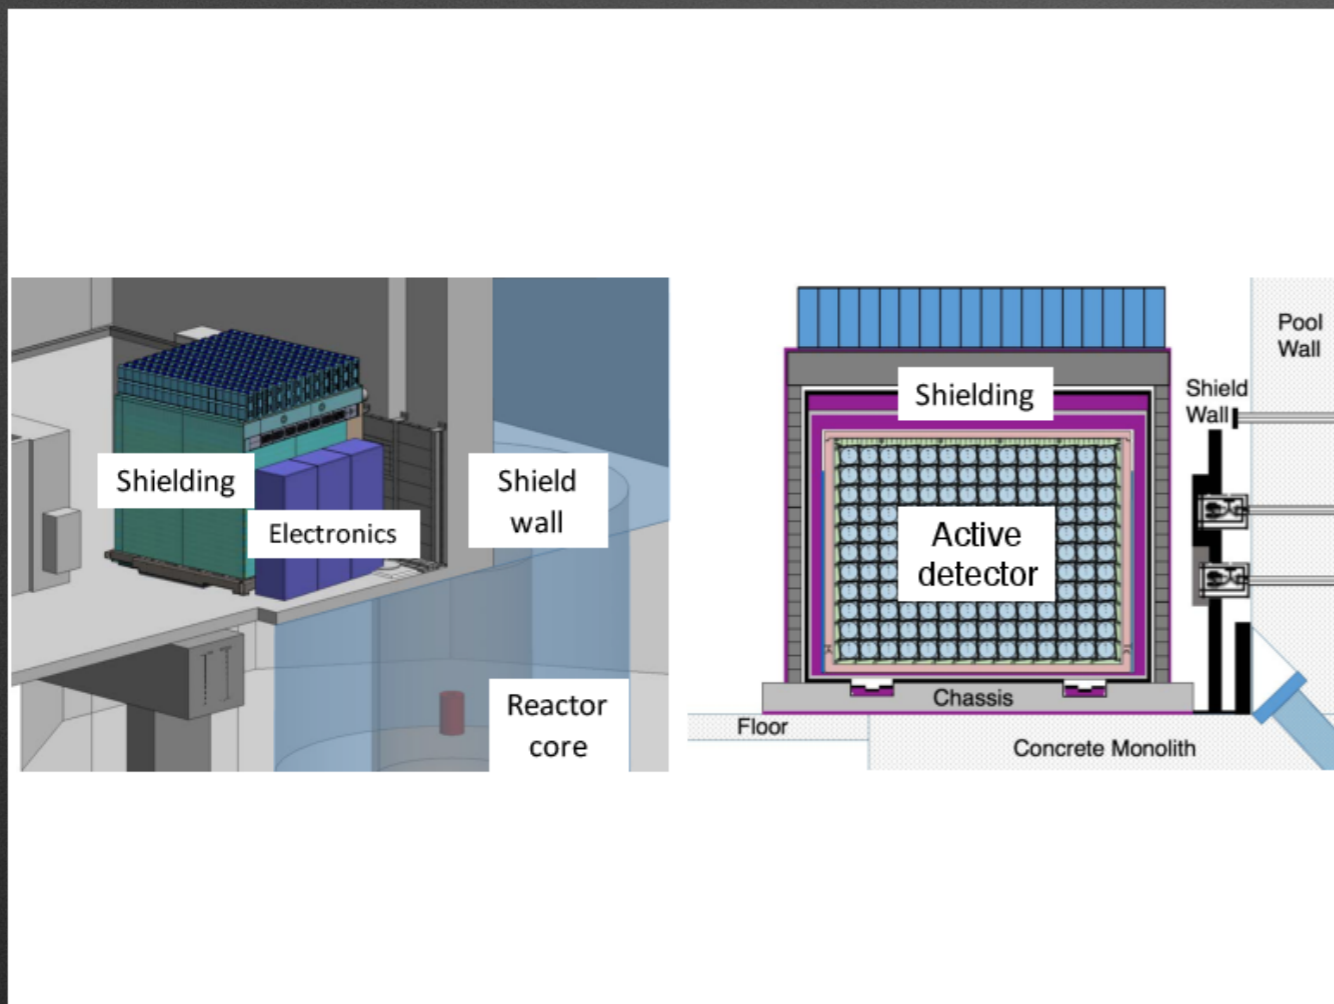 Shielding
Electronics
Shield
wall
Reactor
core
Shielding
Active
detector
Chassis
Floor
Concrete Monolith
Shield
Wall
Pool
Wall